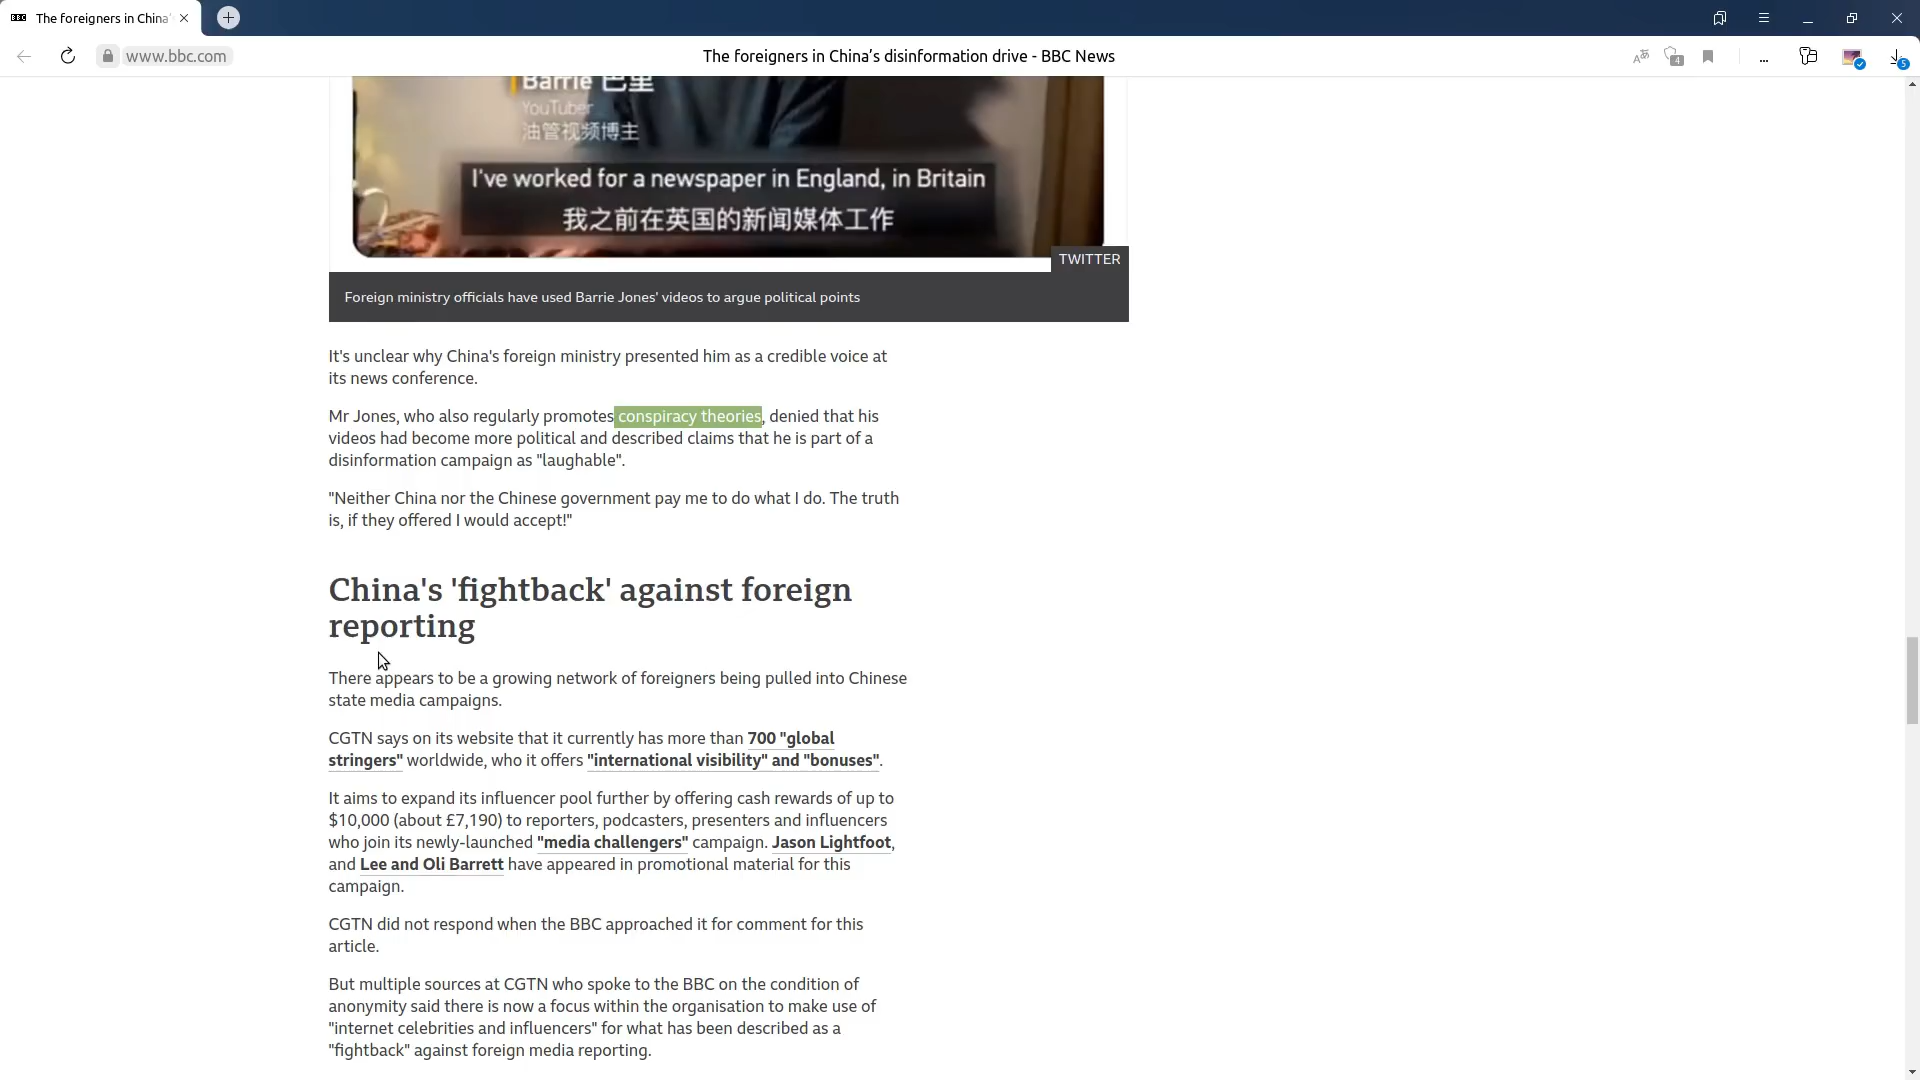 The foreigners in China'
www.bbc.com
The foreigners in China’s disinformation drive - BBC News
4
5
Barrie 巴里
YouTuber
油管视频博主
I've worked for a newspaper in England, in Britain
我之前在英国的新闻媒体工作
TWITTER
Foreign ministry officials have used Barrie Jones' videos to argue political points
It's unclear why China's foreign ministry presented him as a credible voice at
its news conference.
Mr Jones, who also regularly promotes conspiracy theories, denied that his
videos had become more political and described claims that he is part of a
disinformation campaign as "laughable".
"Neither China nor the Chinese government pay me to do what I do. The truth
is, if they offered I would accept!"
China's 'fightback' against foreign
reporting
There appears to be a growing network of foreigners being pulled into Chinese
state media campaigns.
CGTN says on its website that it currently has more than 700 "global
stringers" worldwide, who it offers "international visibility" and "bonuses".
It aims to expand its influencer pool further by offering cash rewards of up to
$10,000 (about £7,190) to reporters, podcasters, presenters and influencers
who join its newly-launched "media challengers" campaign. Jason Lightfoot,
and Lee and Oli Barrett have appeared in promotional material for this
campaign.
CGTN did not respond when the BBC approached it for comment for this
article.
But multiple sources at CGTN who spoke to the BBC on the condition of
anonymity said there is now a focus within the organisation to make use of
"internet celebrities and influencers" for what has been described as a
"fightback" against foreign media reporting.